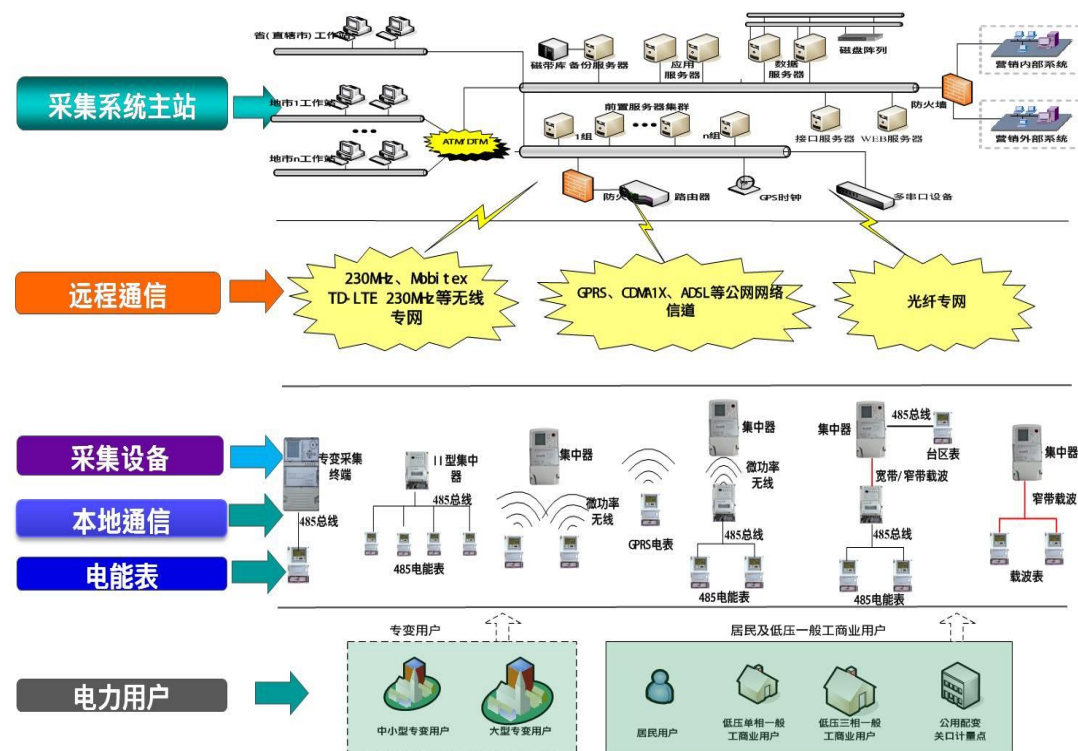 省(直辖市)工作站
磁带库
备份服务器
应用
服务器
数据
服务器
磁盘阵列
营销内部系统
采集系统主站
地市1工作站
前置服务器集群
防火墙
1组
n组
接口服务器
WEB服务器
营销外部系统
ATM/DTM
地市n工作站
防火墙
路由器
GPS时钟
多串口设备
远程通信
230MHz、Mobitex
TD-LTE 230MHz等无线
专网
GPRS、CDMA1X、ADSL等公网网络
信道
光纤专网
采集设备
专变采集
终端
II型集中
器
集中器
集中器
集中器
485总线
台区表
集中器
微功率
无线
宽带/窄带载波
窄带载波
本地通信
485总线
485总线
微功率
无线
GPRS电表
485总线
485总线
电能表
485电能表
485电能表
485电能表
载波表
专变用户
居民及低压一般工商业用户
电力用户
中小型专变用户
大型专变用户
居民用户
低压单相一般
工商业用户
低压三相一般
工商业用户
公用配变
关口计量点